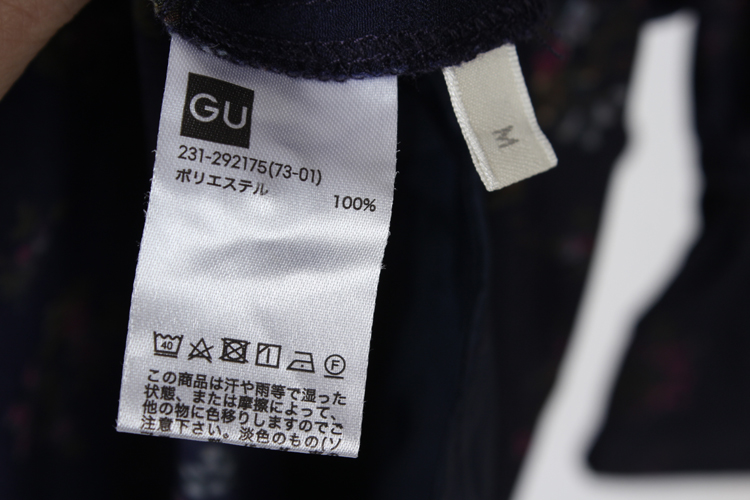 GU
231-292175(73-01)
ポリエステル
100%
M
40
F
この商品は汗や雨等で湿った
状態、または摩擦によって、
他の物に色移りしますのでご
注意下さい。淡色のもの(ソ